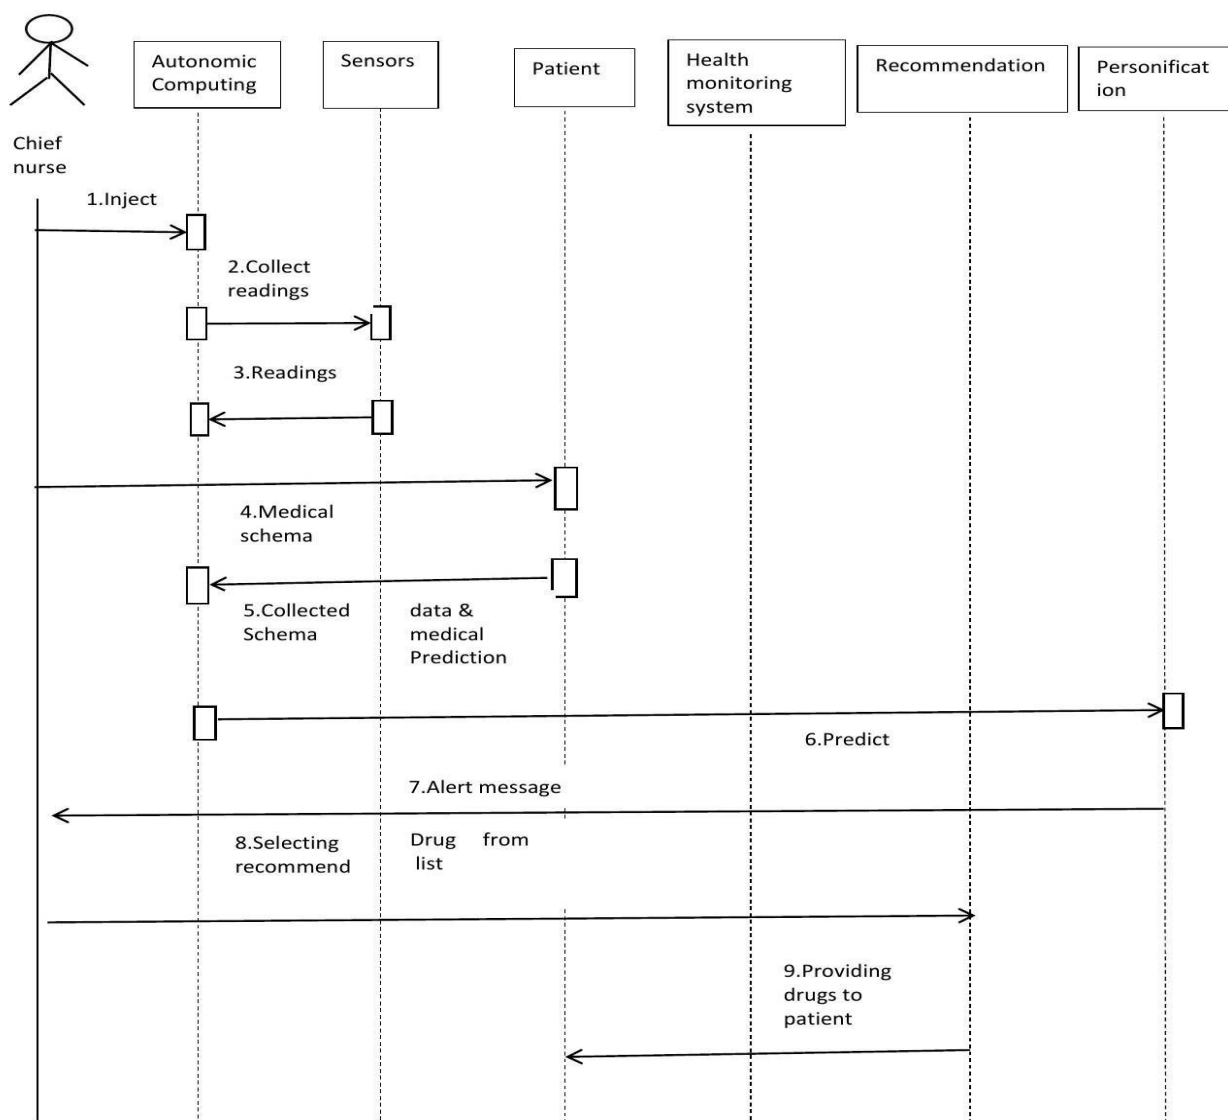 Autonomic
Computing
Sensors
Patient
Health
monitoring
system
Recommendation
Personificat
ion
Chief
nurse
1.Inject
2.Collect
readings
3.Readings
4.Medical
schema
5.Collected data &
Schema medical
Prediction
6.Predict
7.Alert message
8.Selecting Drug from
recommend list
9.Providing
drugs to
patient